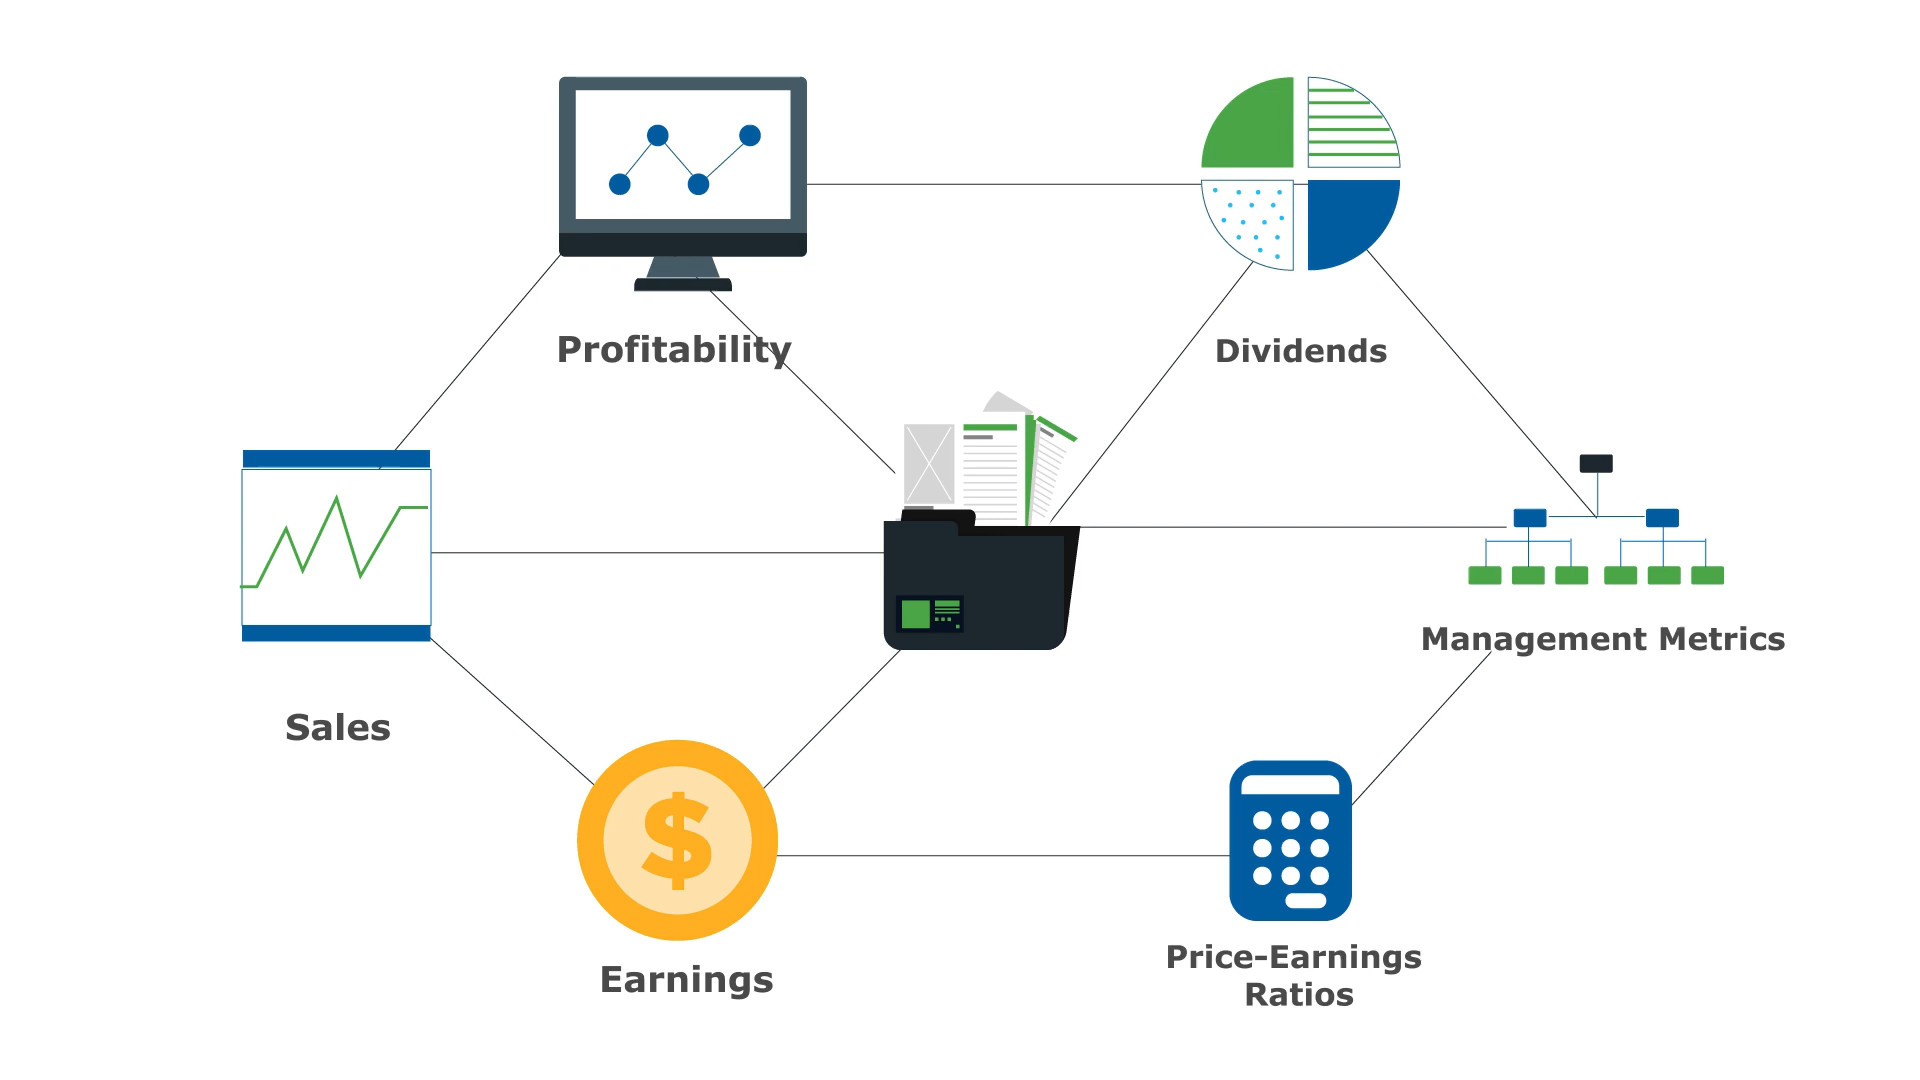 Profitability
Dividends
Management Metrics
Sales
Earnings
Price-Earnings
Ratios